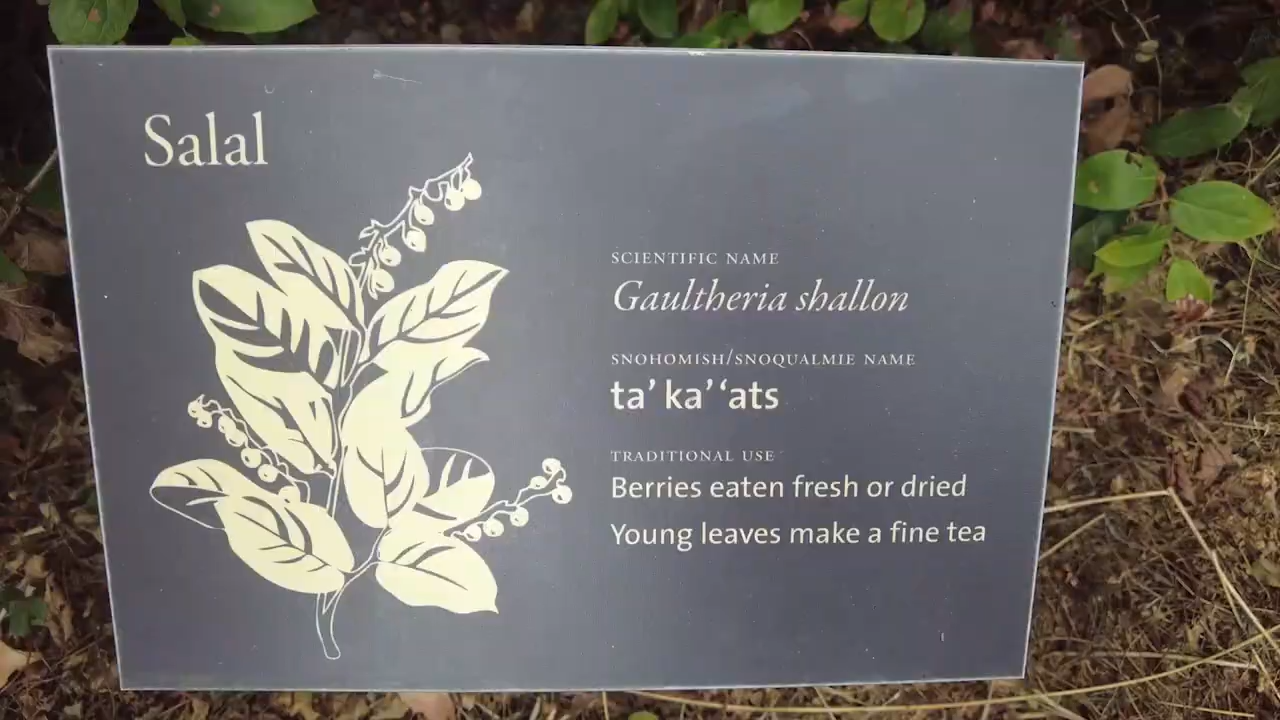 Salal
SCIENTIFIC NAME
Gaultheria shallon
SNOHOMISH/SNOQUALMIE NAME
ta’ ka’ ‘ats
TRADITIONAL USE
Berries eaten fresh or dried
Young leaves make a fine tea